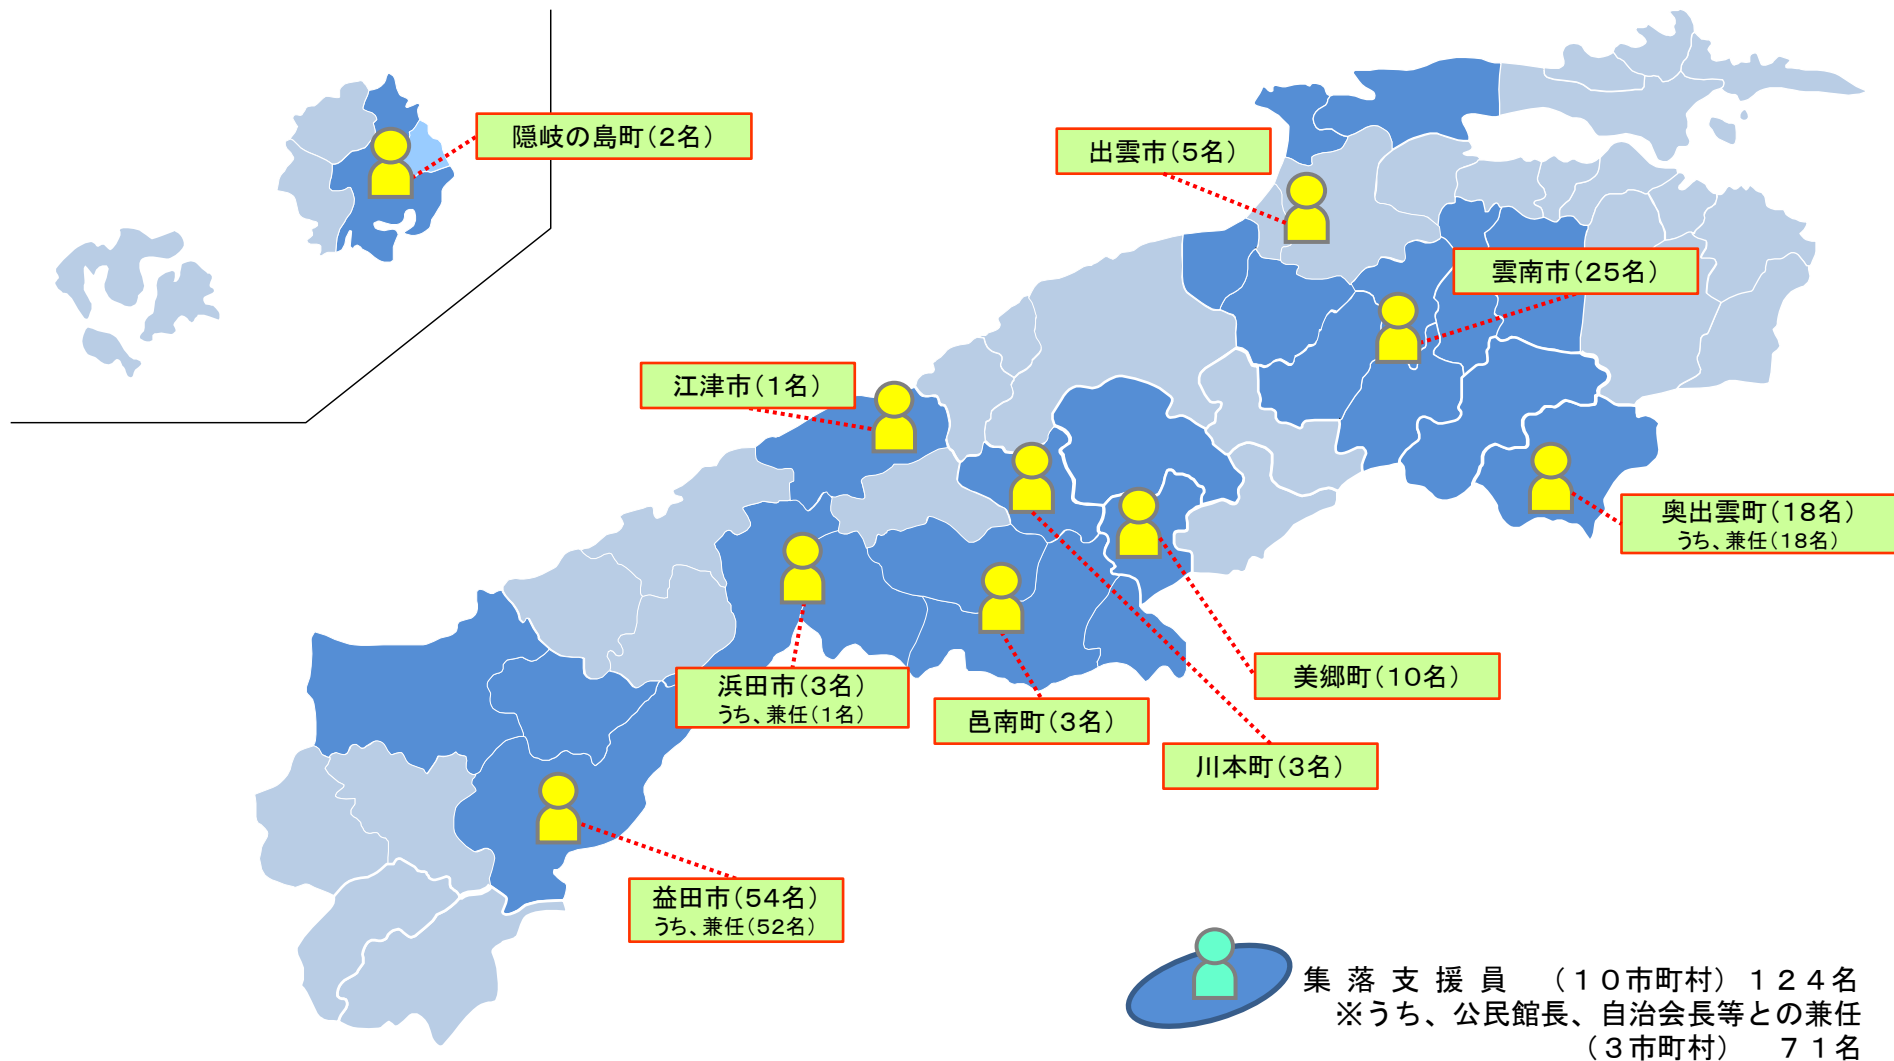 隠岐の島町(2名)
出雲市(5名)
雲南市(25名)
江津市(1名)
奥出雲町(18名)
うち、兼任(18名)
美郷町(10名)
浜田市(3名)
うち、兼任(1名)
邑南町(3名)
川本町(3名)
益田市(54名)
うち、兼任(52名)
集落支援員 (10市町村) 124名
※うち、公民館長、自治会長等との兼任
(3市町村) 71名